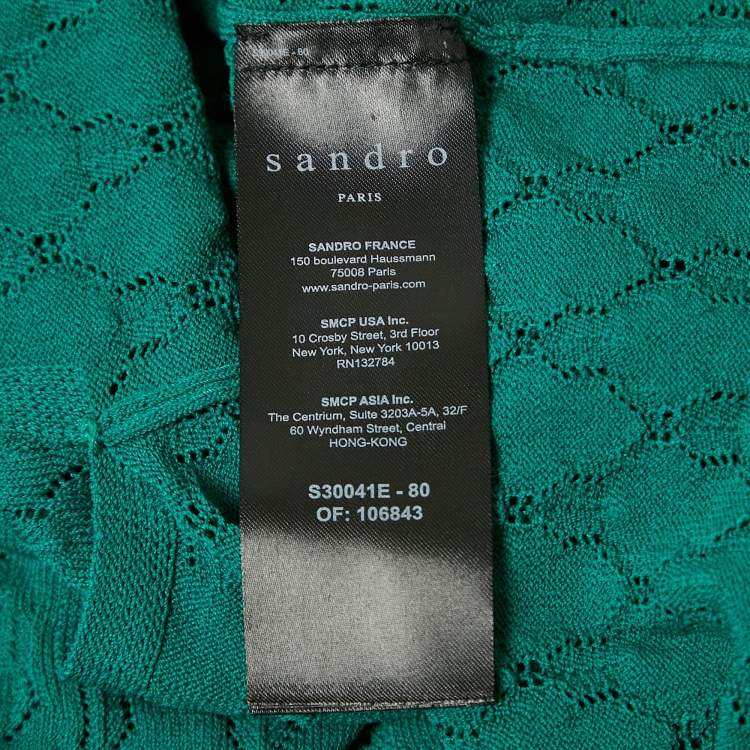 30041E - 80
sandro
PARIS
SANDRO FRANCE
150 boulevard Haussmann
75008 Paris
www.sandro-paris.com
SMCP USA Inc.
10 Crosby Street, 3rd Floor
New York, New York 10013
RN132784
SMCP ASIA Inc.
The Centrium, Suite 3203A-5A, 32/F
60 Wyndham Street, Central
HONG-KONG
S30041E - 80
OF: 106843